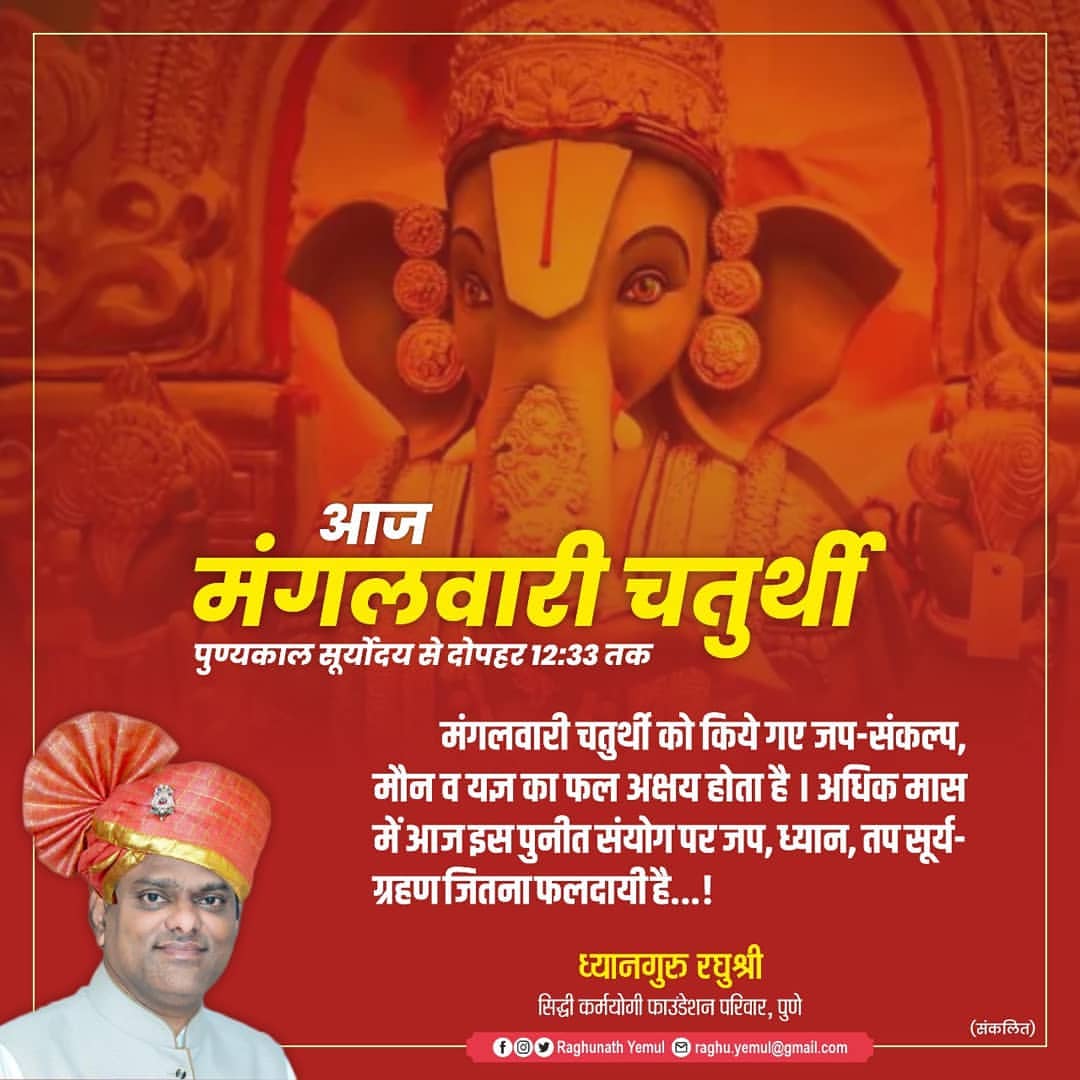 आज
मंगलवारी चतुर्थी
पुण्यकाल सूर्योदय से दोपहर 12:33 तक
मंगलवारी चतुर्थी को किये गए जप-संकल्प,
मौन व यज्ञ का फल अक्षय होता है । अधिक मास
में आज इस पुनीत संयोग पर जप, ध्यान, तप सूर्य-
ग्रहण जितना फलदायी है...!
ध्यानगुरु रघुश्री
सिद्धी कर्मयोगी फाउंडेशन परिवार, पुणे
(संकलित)
Raghunath Yemul raghu.yemul@gmail.com